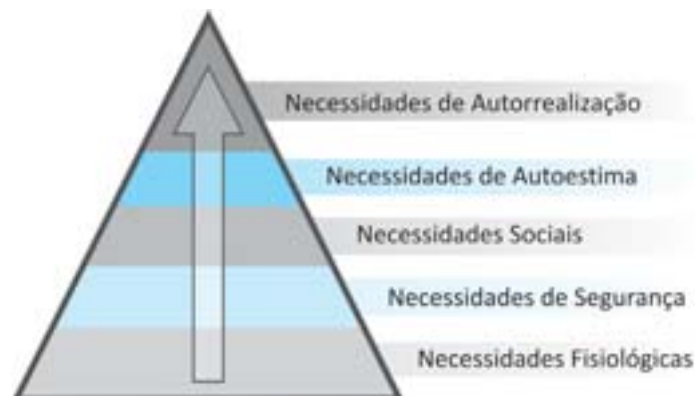 Necessidades de Autorrealização
Necessidades de Autoestima
Necessidades Sociais
Necessidades de Segurança
Necessidades Fisiológicas